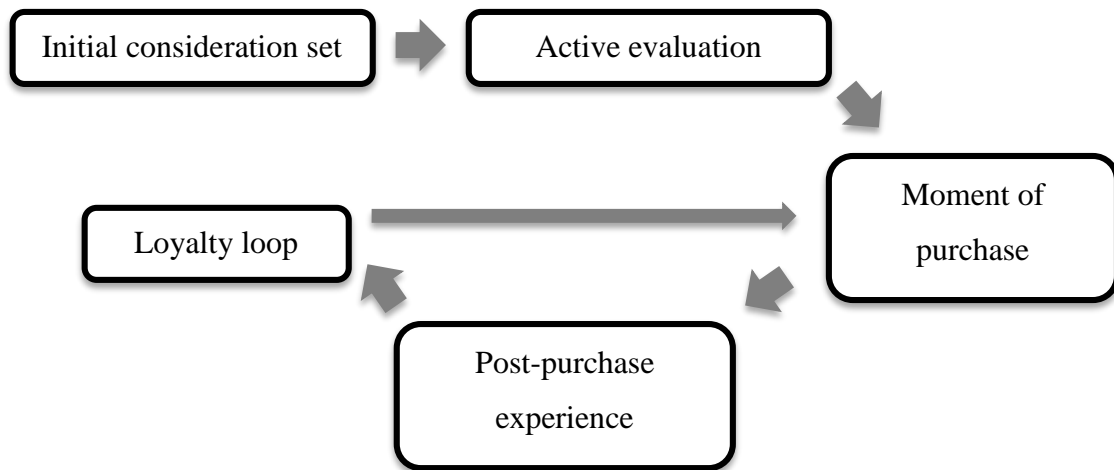 Initial consideration set
Active evaluation
Moment of
purchase
Loyalty loop
Post-purchase
experience